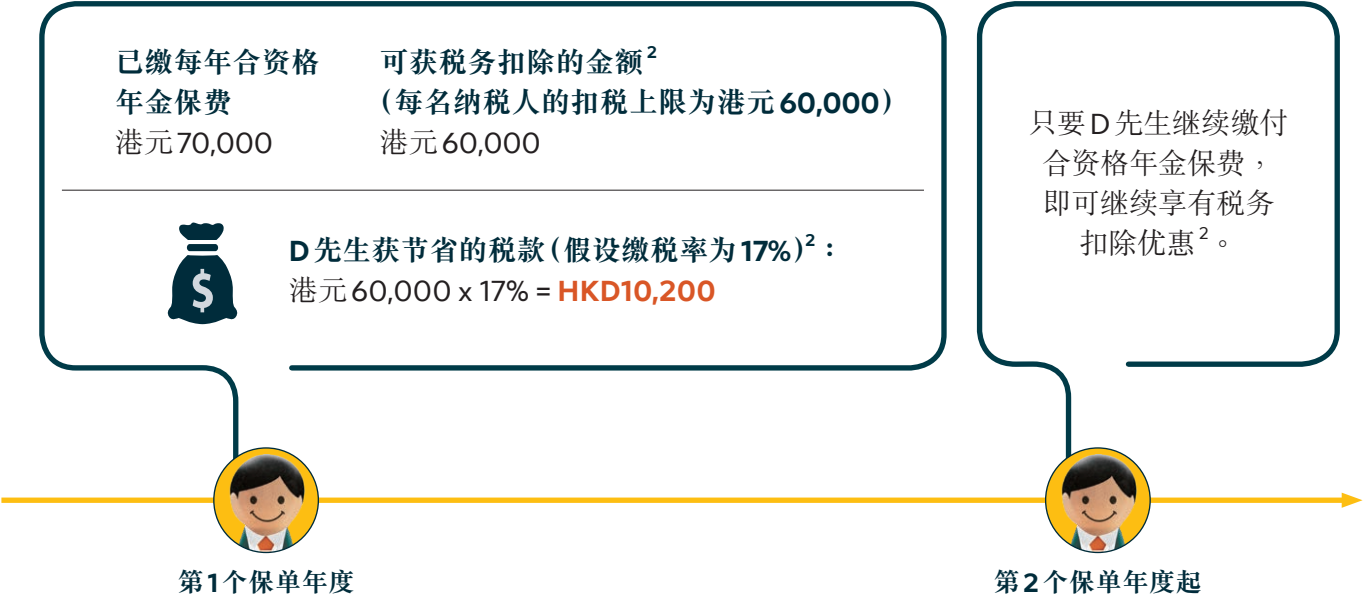 已缴每年合资格
年金保费
港元70,000
可获税务扣除的金额²
(每名纳税人的扣税上限为港元60,000)
港元60,000
$
D先生获节省的税款(假设缴税率为17%)²：
港元60,000 x 17% = HKD10,200
只要D先生继续缴付
合资格年金保费，
即可继续享有税务
扣除优惠²。
第1个保单年度
第2个保单年度起